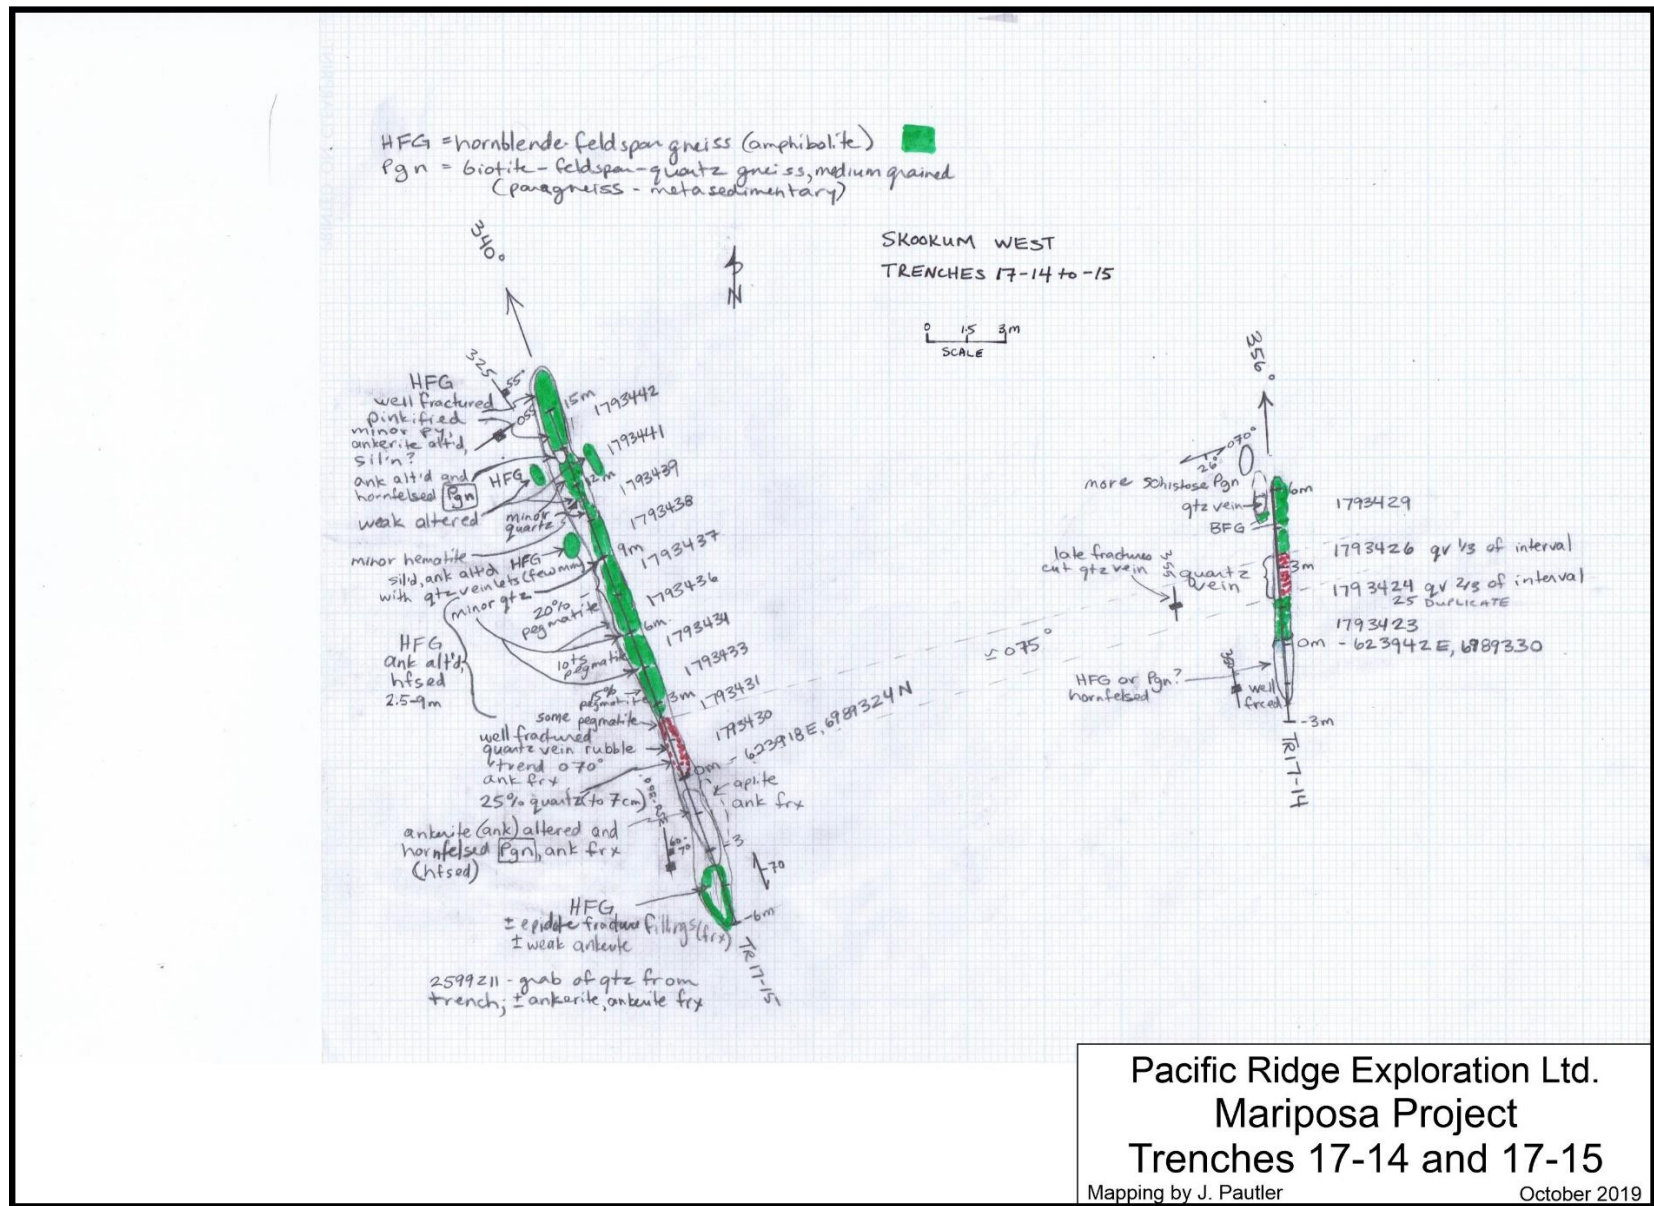 HFG = hornblende-feldspar gneiss (amphibolite)
Pgn = biotite-feldspar-quartz gneiss, medium grained
(paragneiss - metasedimentary)
SKOOKUM WEST
TRENCHES 17-14 to -15
N
0 1.5 3m
SCALE
340°
325
55°
050
HFG
well fractured
pinkified
minor py,
ankerite alt'd,
sil'n?
ank alt'd and
hornfelsed Pgn
HFG
weak altered
minor
quartz
minor hematite
HFG
sil'd, ank alt'd
with qtz veinlets (few mm)
minor qtz
20%
pegmatite
HFG
ank alt'd,
hfsed
2.5-9m
lots
pegmatite
15%
pegmatite
some pegmatite
well fractured
quartz vein rubble
trend 070°
ank frx
25% quartz (to 7cm)
ankerite (ank) altered and
hornfelsed Pgn, ank frx
(hfsed)
HFG
± epidote fracture fillings (frx)
± weak ankerite
2599211 - grab of qtz from
trench; ± ankerite, ankerite frx
15m
1793442
1793441
12m
1793439
1793438
9m
1793437
1793436
6m
1793434
1793433
3m
1793431
1793430
0m - 623918E, 6989324N
aplite
ank frx
-3
70
-6m
TR17-15
≈ 075°
356°
070°
26°
more schistose Pgn
qtz vein
BFG
late fractures
cut qtz vein
355
quartz
vein
HFG or Pgn?
hornfelsed
well
frced
6m
1793429
1793426 qv 1/3 of interval
3m
1793424 qv 2/3 of interval
25 DUPLICATE
1793423
0m - 623942E, 6989330
-3m
TR17-14
Pacific Ridge Exploration Ltd.
Mariposa Project
Trenches 17-14 and 17-15
Mapping by J. Pautler
October 2019